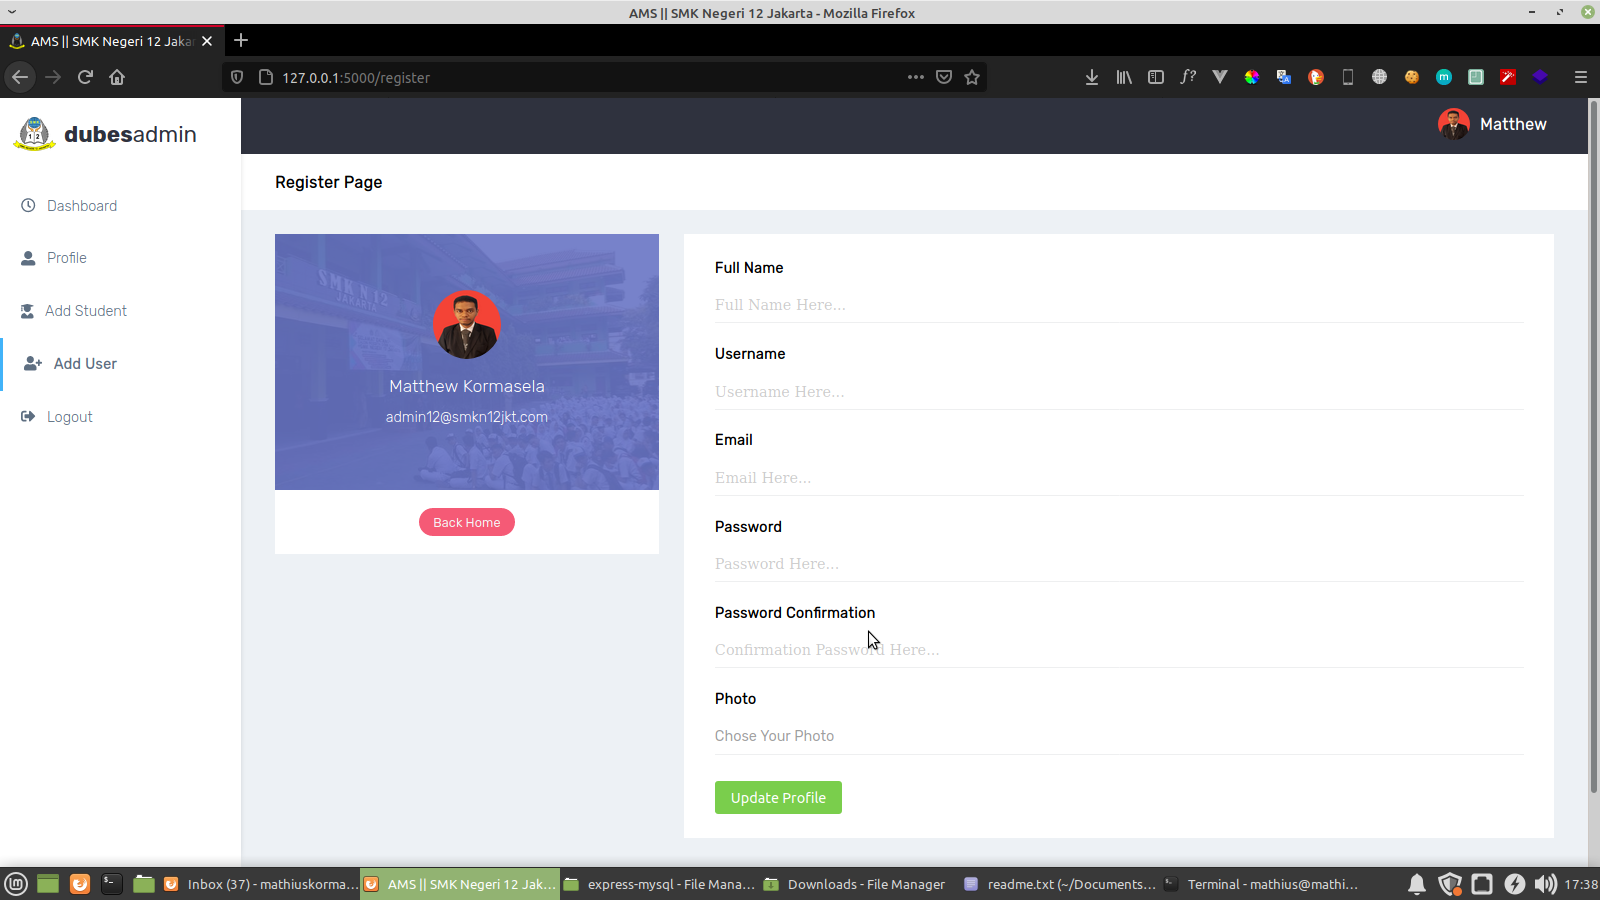 AMS || SMK Negeri 12 Jakarta - Mozilla Firefox
AMS || SMK Negeri 12 Jaka
127.0.0.1:5000/register
dubesadmin
Matthew
Register Page
Dashboard
Profile
Add Student
Add User
Logout
SMK N 12
JAKARTA
Matthew Kormasela
admin12@smkn12jkt.com
Back Home
Full Name
Full Name Here...
Username
Username Here...
Email
Email Here...
Password
Password Here...
Password Confirmation
Confirmation Password Here...
Photo
Chose Your Photo
Update Profile
Inbox (37) - mathiuskorma...
AMS || SMK Negeri 12 Jak...
express-mysql - File Mana...
Downloads - File Manager
readme.txt (~/Documents...
Terminal - mathius@mathi...
17:38